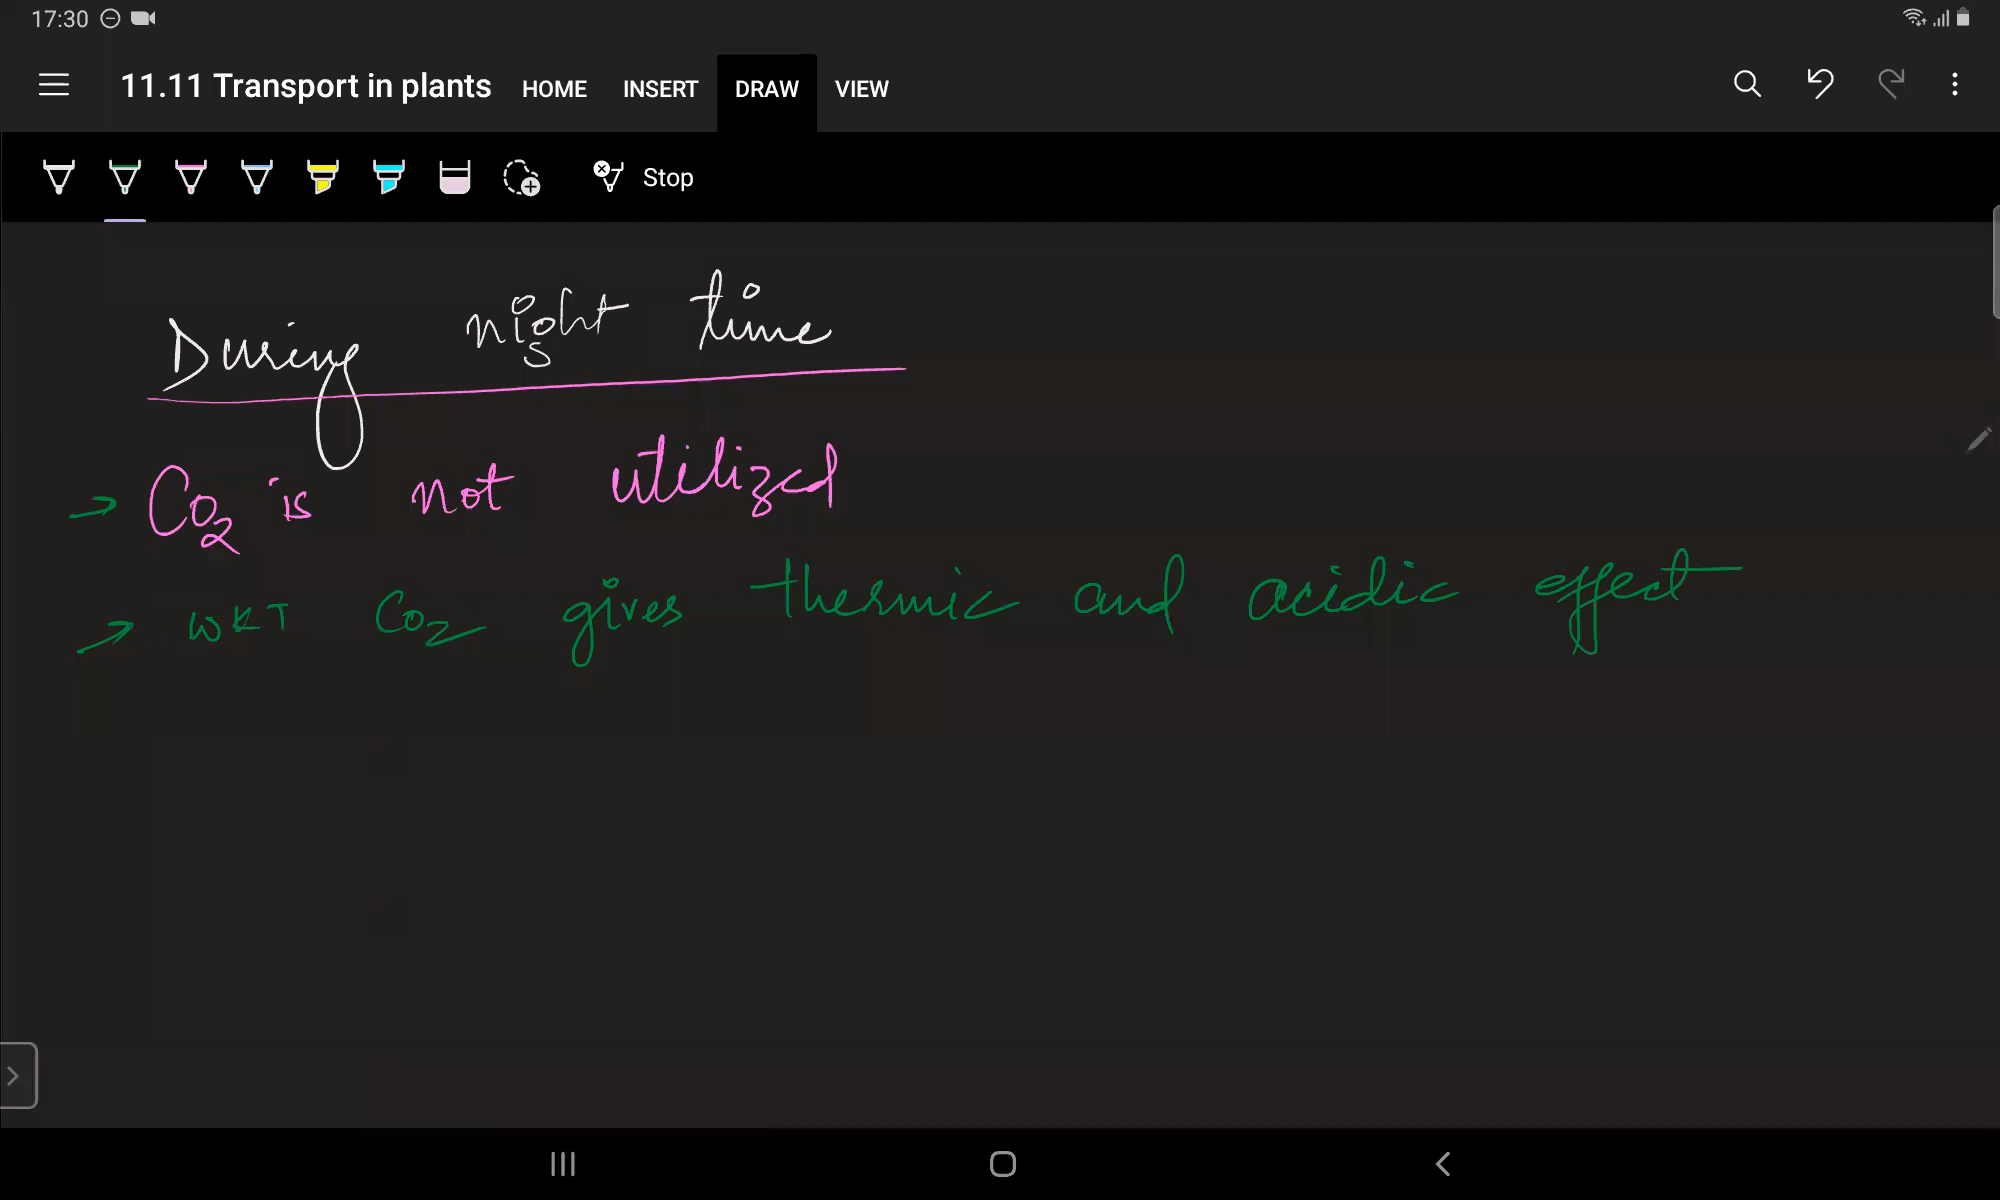 17:30
11.11 Transport in plants HOME INSERT DRAW VIEW
Stop
During night time
→ CO2 is not utilized
→ WKT CO2 gives thermic and acidic effect